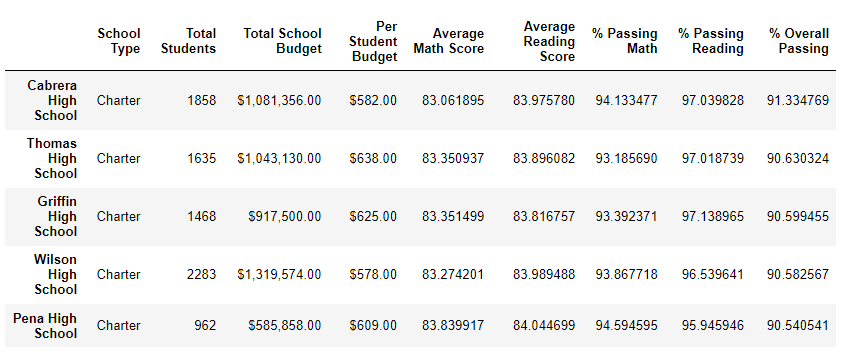 School Type Total Students Total School Budget Per Student Budget Average Math Score Average Reading Score % Passing Math % Passing Reading % Overall Passing
Cabrera High School Charter 1858 $1,081,356.00 $582.00 83.061895 83.975780 94.133477 97.039828 91.334769
Thomas High School Charter 1635 $1,043,130.00 $638.00 83.350937 83.896082 93.185690 97.018739 90.630324
Griffin High School Charter 1468 $917,500.00 $625.00 83.351499 83.816757 93.392371 97.138965 90.599455
Wilson High School Charter 2283 $1,319,574.00 $578.00 83.274201 83.989488 93.867718 96.539641 90.582567
Pena High School Charter 962 $585,858.00 $609.00 83.839917 84.044699 94.594595 95.945946 90.540541